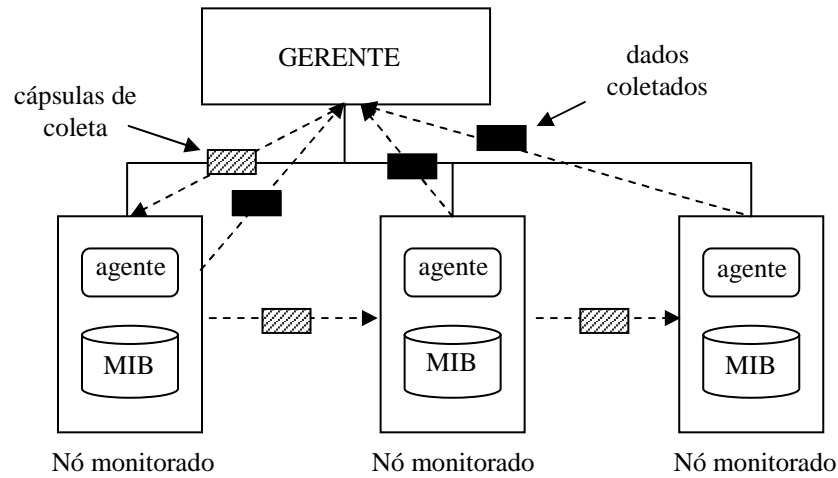 GERENTE
dados
coletados
cápsulas de
coleta
agente
agente
agente
MIB
MIB
MIB
Nó monitorado
Nó monitorado
Nó monitorado